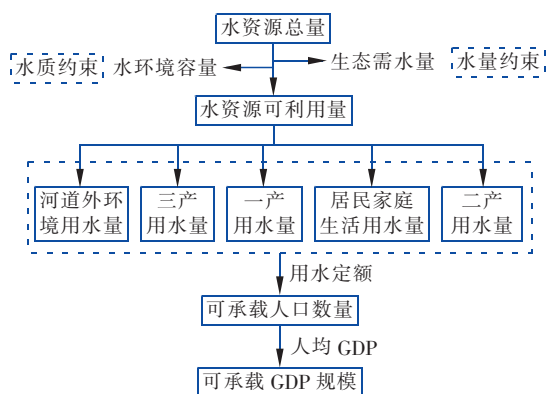 水资源总量
水质约束
水环境容量
生态需水量
水量约束
水资源可利用量
河道外环
境用水量
三产
用水量
一产
用水量
居民家庭
生活用水量
二产
用水量
用水定额
可承载人口数量
人均 GDP
可承载 GDP 规模